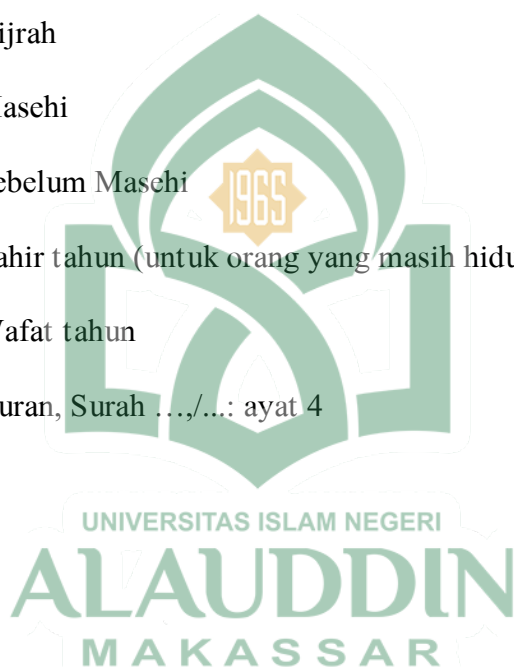 ijrah
Masehi
ebelum Masehi
1965
ahir tahun (untuk orang yang masih hidu
afat tahun
uran, Surah …,/...: ayat 4
UNIVERSITAS ISLAM NEGERI
ALAUDDIN
MAKASSAR